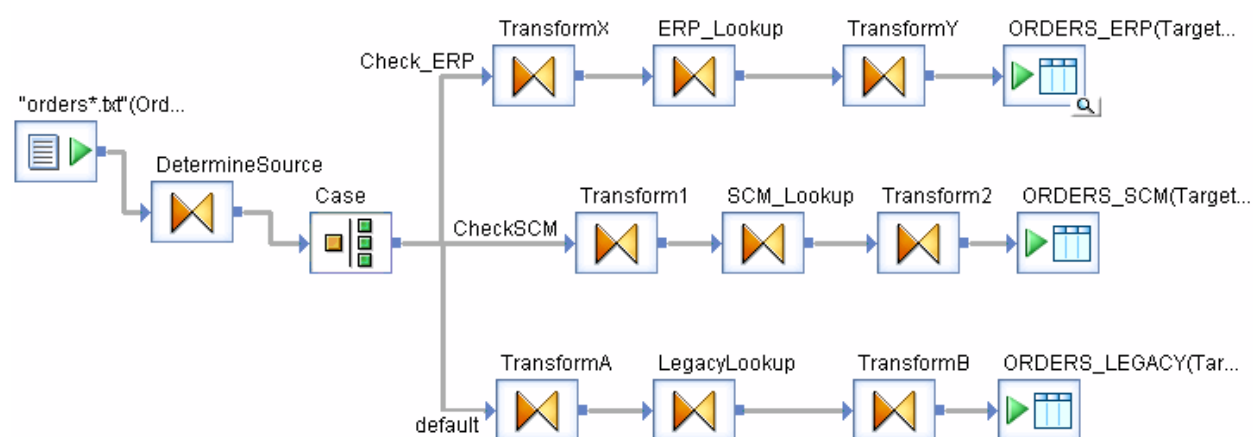 TransformX ERP_Lookup TransformY ORDERS_ERP(Target...
Check_ERP
"orders*.txt"(Ord...
DetermineSource
Case Transform1 SCM_Lookup Transform2 ORDERS_SCM(Target...
CheckSCM
TransformA LegacyLookup TransformB ORDERS_LEGACY(Tar...
default